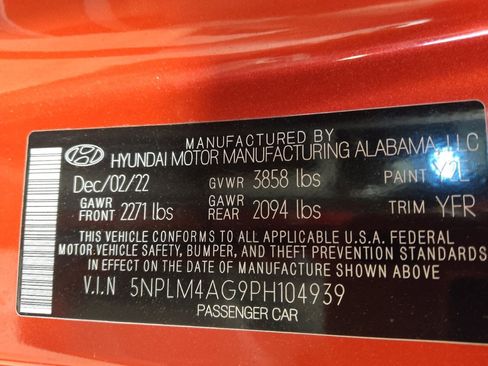 MANUFACTURED BY
HYUNDAI MOTOR MANUFACTURING ALABAMA, LLC
Dec/02/22 GVWR 3858 lbs PAINT
GAWR FRONT 2271 lbs GAWR REAR 2094 lbs TRIM YFR
THIS VEHICLE CONFORMS TO ALL APPLICABLE U.S.A. FEDERAL
MOTOR VEHICLE SAFETY, BUMPER, AND THEFT PREVENTION STANDARDS
IN EFFECT ON THE DATE OF MANUFACTURE SHOWN ABOVE
V.I.N 5NPLM4AG9PH104939
PASSENGER CAR